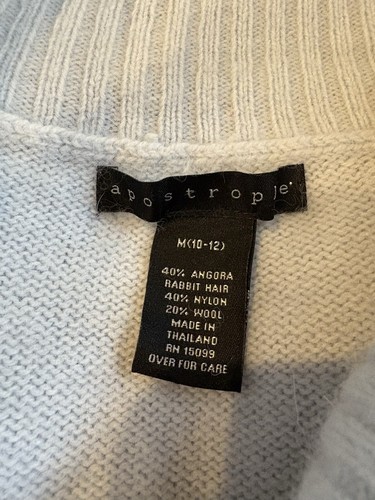 apostrophe
M(10-12)
40% ANGORA
RABBIT HAIR
40% NYLON
20% WOOL
MADE IN
THAILAND
RN 15099
OVER FOR CARE